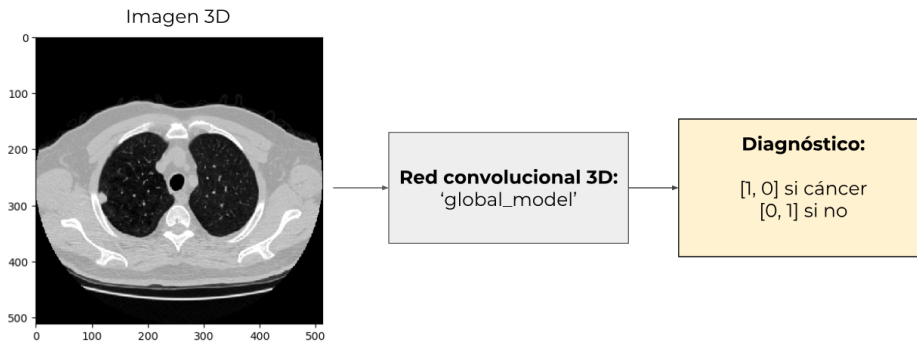 Imagen 3D
0
100
200
300
400
500
0
100
200
300
400
500
Red convolucional 3D:
‘global_model’
Diagnóstico:
[1, 0] si cáncer
[0, 1] si no